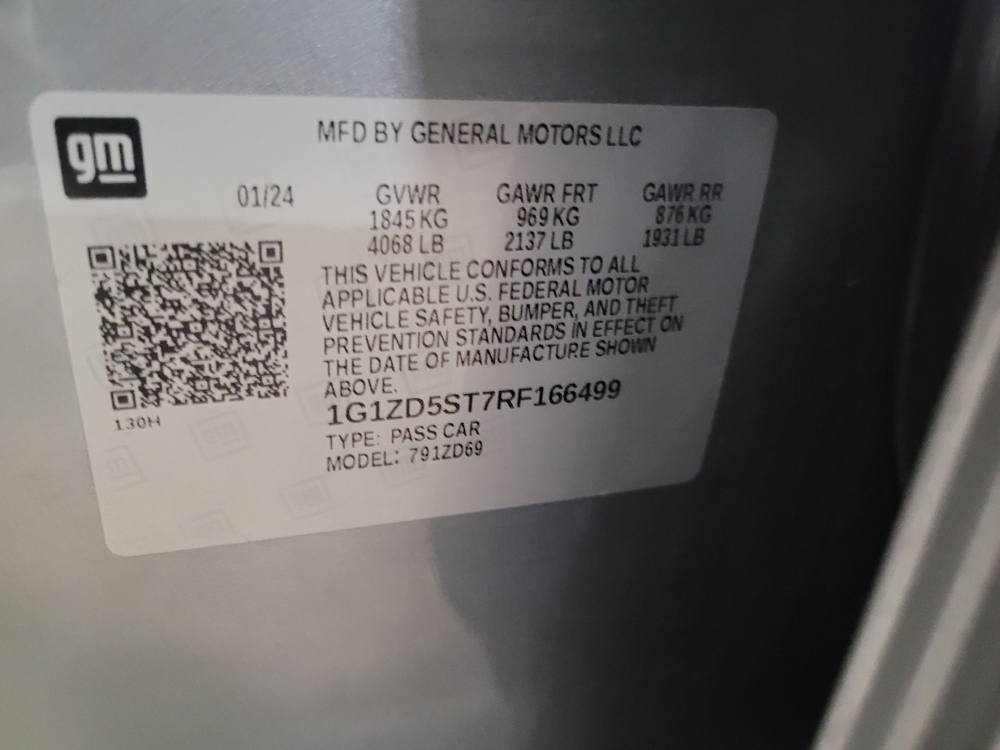 gm
MFD BY GENERAL MOTORS LLC
01/24 GVWR GAWR FRT GAWR RR
1845 KG 969 KG 876 KG
4068 LB 2137 LB 1931 LB
THIS VEHICLE CONFORMS TO ALL
APPLICABLE U.S. FEDERAL MOTOR
VEHICLE SAFETY, BUMPER, AND THEFT
PREVENTION STANDARDS IN EFFECT ON
THE DATE OF MANUFACTURE SHOWN
ABOVE.
1G1ZD5ST7RF166499
130H
TYPE: PASS CAR
MODEL: 791ZD69